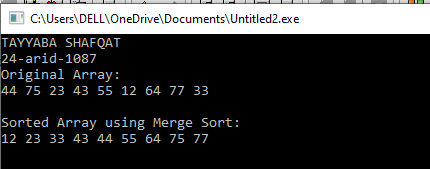 C:\Users\DELL\OneDrive\Documents\Untitled2.exe
TAYYABA SHAFQAT
24-arid-1087
Original Array:
44 75 23 43 55 12 64 77 33
Sorted Array using Merge Sort:
12 23 33 43 44 55 64 75 77